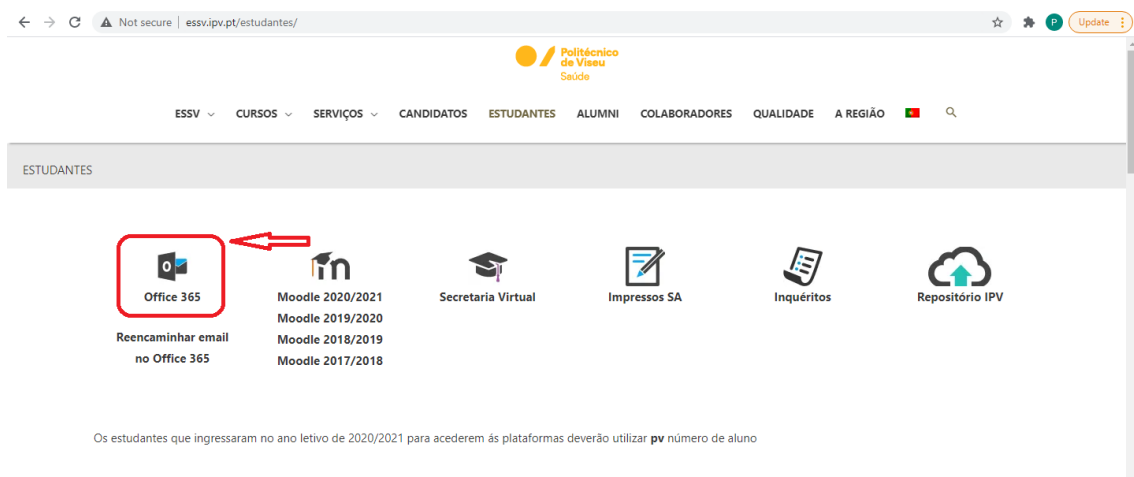 Not secure | essv.ipv.pt/estudantes/
P
Update
Politécnico
de Viseu
Saúde
ESSV CURSOS SERVIÇOS CANDIDATOS ESTUDANTES ALUMNI COLABORADORES QUALIDADE A REGIÃO
ESTUDANTES
Office 365
Moodle 2020/2021
Secretaria Virtual
Impressos SA
Inquéritos
Repositório IPV
Moodle 2019/2020
Reencaminhar email
no Office 365
Moodle 2018/2019
Moodle 2017/2018
Os estudantes que ingressaram no ano letivo de 2020/2021 para acederem ás plataformas deverão utilizar pv número de aluno